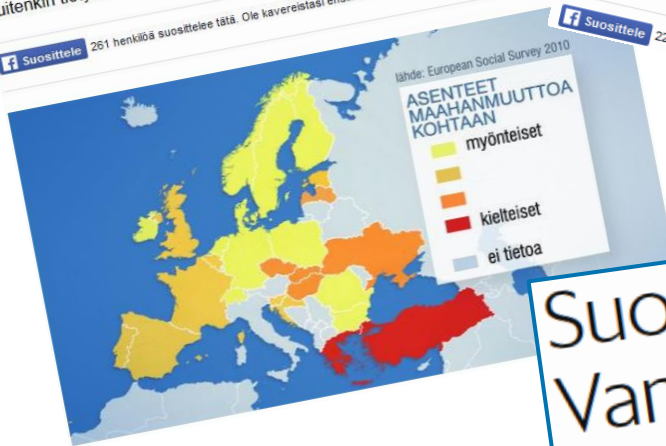 Suosittele 261 henkilöä suosittelee tätä. Ole kavereistasi
Suosittele 22
lähde: European Social Survey 2010
ASENTEET
MAAHANMUUTTOA
KOHTAAN
myönteiset
kielteiset
ei tietoa
Suo
Van